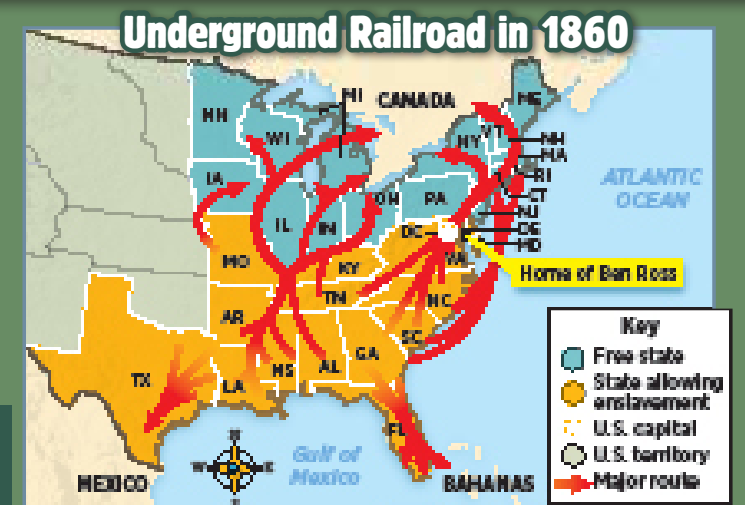 Underground Railroad in 1860
CANADA
MI
ME
VT
NH
MA
RI
CT
NJ
DE
MD
NY
WI
IA
PA
OH
IL
IN
DC
VA
MO
KY
TN
NC
AR
SC
MS
AL
GA
TX
LA
FL
ATLANTIC
OCEAN
Home of Ben Ross
Gulf of
Mexico
MEXICO
BAHAMAS
N
W
E
Key
Free state
State allowing
enslavement
U.S. capital
U.S. territory
Major route